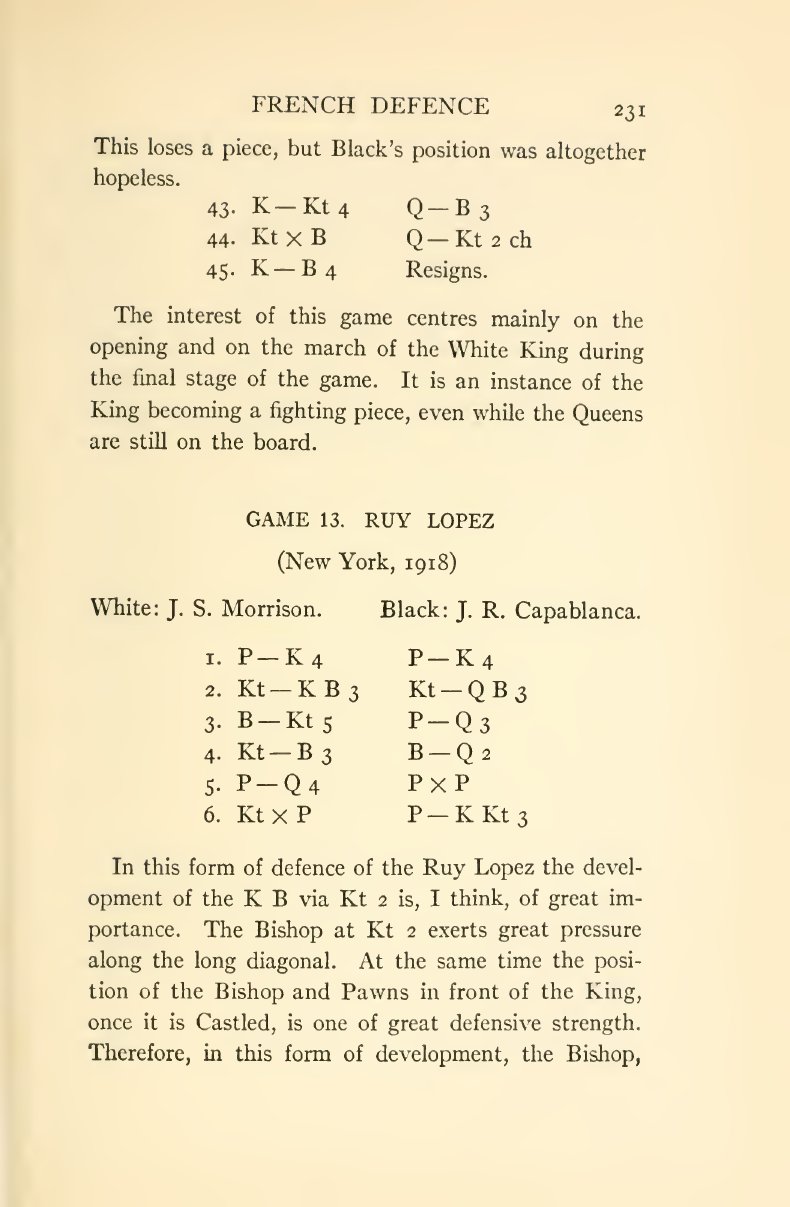 FRENCH DEFENCE 231
This loses a piece, but Black's position was altogether
hopeless.
43. K — Kt 4 Q — B 3
44. Kt × B Q — Kt 2 ch
45. K — B 4 Resigns.
The interest of this game centres mainly on the
opening and on the march of the White King during
the final stage of the game. It is an instance of the
King becoming a fighting piece, even while the Queens
are still on the board.
GAME 13. RUY LOPEZ
(New York, 1918)
White: J. S. Morrison. Black: J. R. Capablanca.
1. P — K 4 P — K 4
2. Kt — K B 3 Kt — Q B 3
3. B — Kt 5 P — Q 3
4. Kt — B 3 B — Q 2
5. P — Q 4 P × P
6. Kt × P P — K Kt 3
In this form of defence of the Ruy Lopez the devel-
opment of the K B via Kt 2 is, I think, of great im-
portance. The Bishop at Kt 2 exerts great pressure
along the long diagonal. At the same time the posi-
tion of the Bishop and Pawns in front of the King,
once it is Castled, is one of great defensive strength.
Therefore, in this form of development, the Bishop,